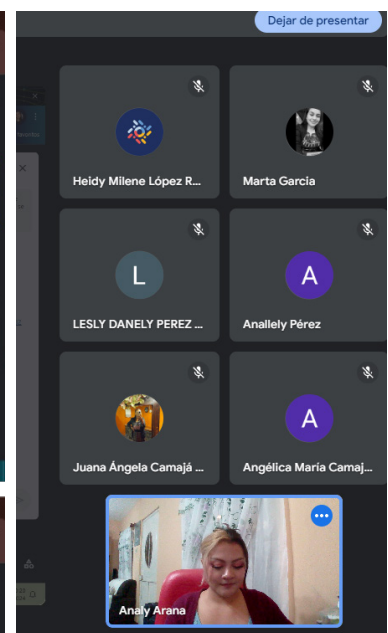 Dejar de presentar
Heidy Milene López R...
Marta Garcia
LESLY DANELY PEREZ ...
Anallely Pérez
L
A
Juana Ángela Camajá ...
Angélica María Camaj...
A
Analy Arana